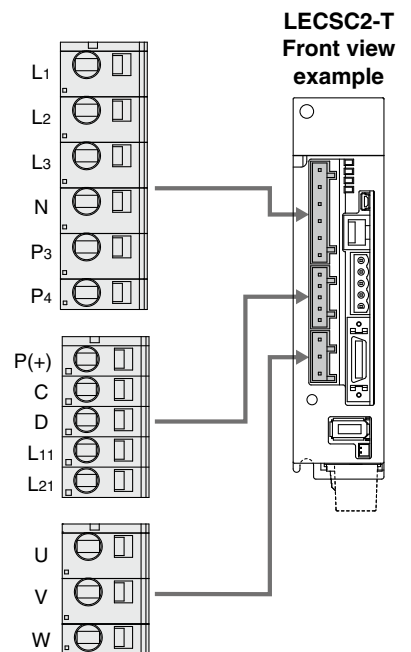 LECSC2-T
Front view
example
L1
L2
L3
N
P3
P4
P(+)
C
D
L11
L21
U
V
W